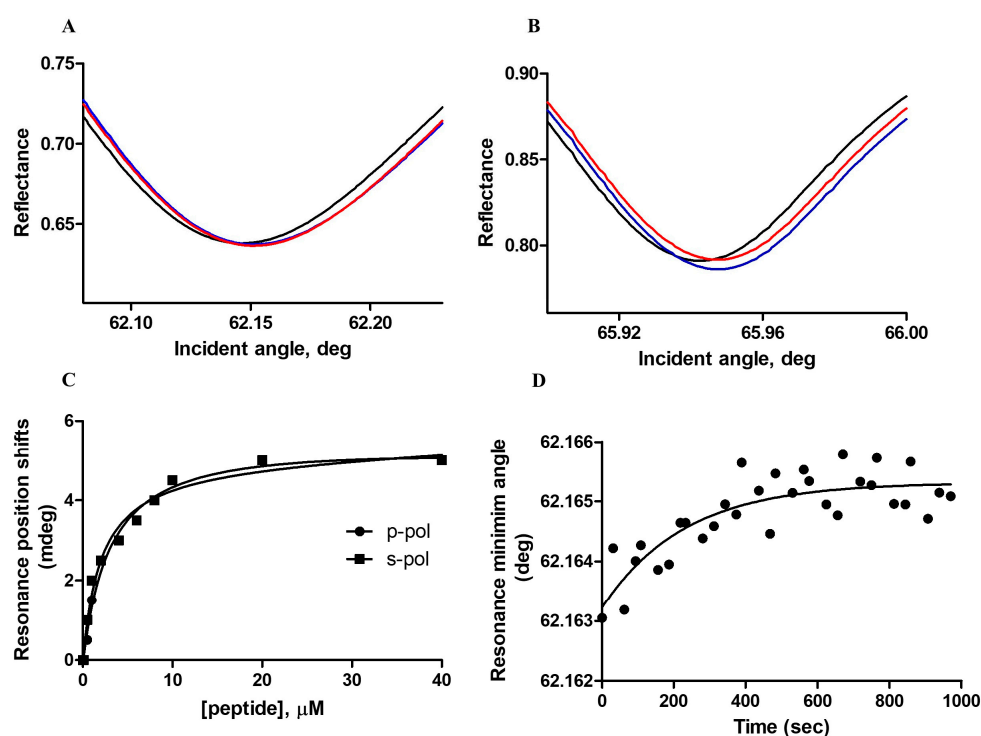 A
0.75
0.70
0.65
Reflectance
62.10 62.15 62.20
Incident angle, deg
B
0.90
0.85
0.80
Reflectance
65.92 65.96 66.00
Incident angle, deg
C
6
4
2
0
Resonance position shifts
(mdeg)
p-pol
s-pol
0 10 20 30 40
[peptide], μM
D
62.166
62.165
62.164
62.163
62.162
Resonance minimim angle
(deg)
0 200 400 600 800 1000
Time (sec)